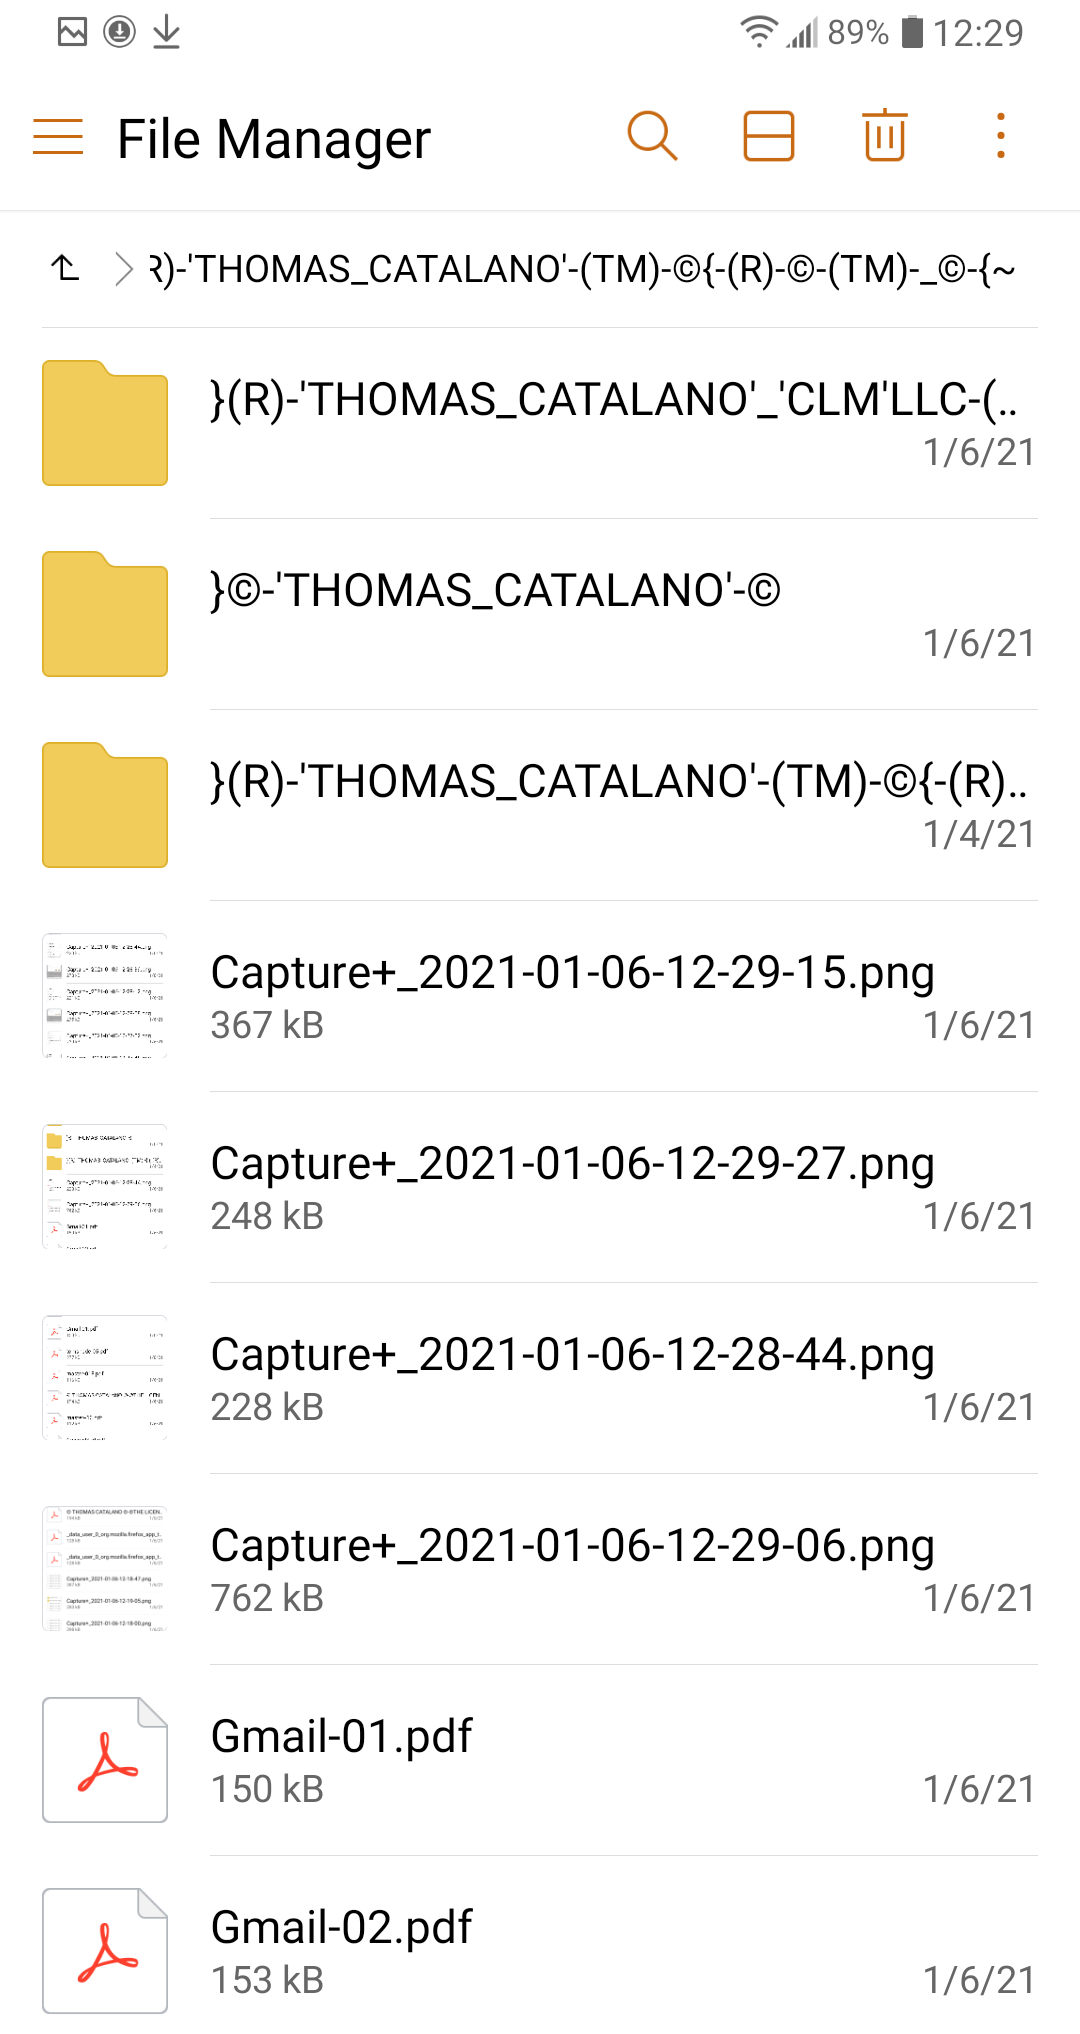 89% 12:29
File Manager
R)-'THOMAS_CATALANO'-(TM)-©{-(R)-©-(TM)-_©-{~
}(R)-'THOMAS_CATALANO'_'CLM'LLC-(..
1/6/21
}©-'THOMAS_CATALANO'-©
1/6/21
}(R)-'THOMAS_CATALANO'-(TM)-©{-(R)..
1/4/21
Capture+_2021-01-06-12-29-15.png
367 kB 1/6/21
Capture+_2021-01-06-12-29-27.png
248 kB 1/6/21
Capture+_2021-01-06-12-28-44.png
228 kB 1/6/21
Capture+_2021-01-06-12-29-06.png
762 kB 1/6/21
Gmail-01.pdf
150 kB 1/6/21
Gmail-02.pdf
153 kB 1/6/21